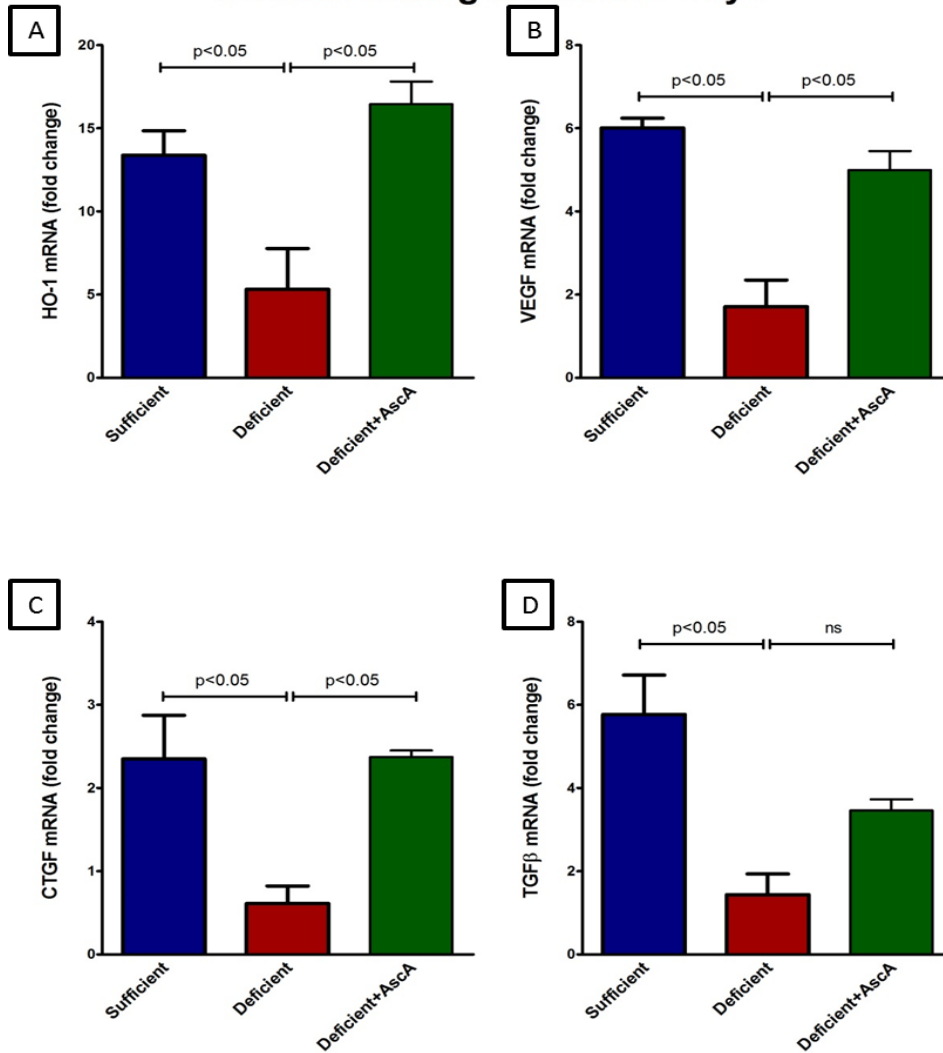 A
HO-1 mRNA (fold change)
20
15
10
5
0
p<0.05
p<0.05
Sufficient
Deficient
Deficient+AscA
B
VEGF mRNA (fold change)
8
6
4
2
0
p<0.05
p<0.05
Sufficient
Deficient
Deficient+AscA
C
CTGF mRNA (fold change)
4
3
2
1
0
p<0.05
p<0.05
Sufficient
Deficient
Deficient+AscA
D
TGFβ mRNA (fold change)
8
6
4
2
0
p<0.05
ns
Sufficient
Deficient
Deficient+AscA